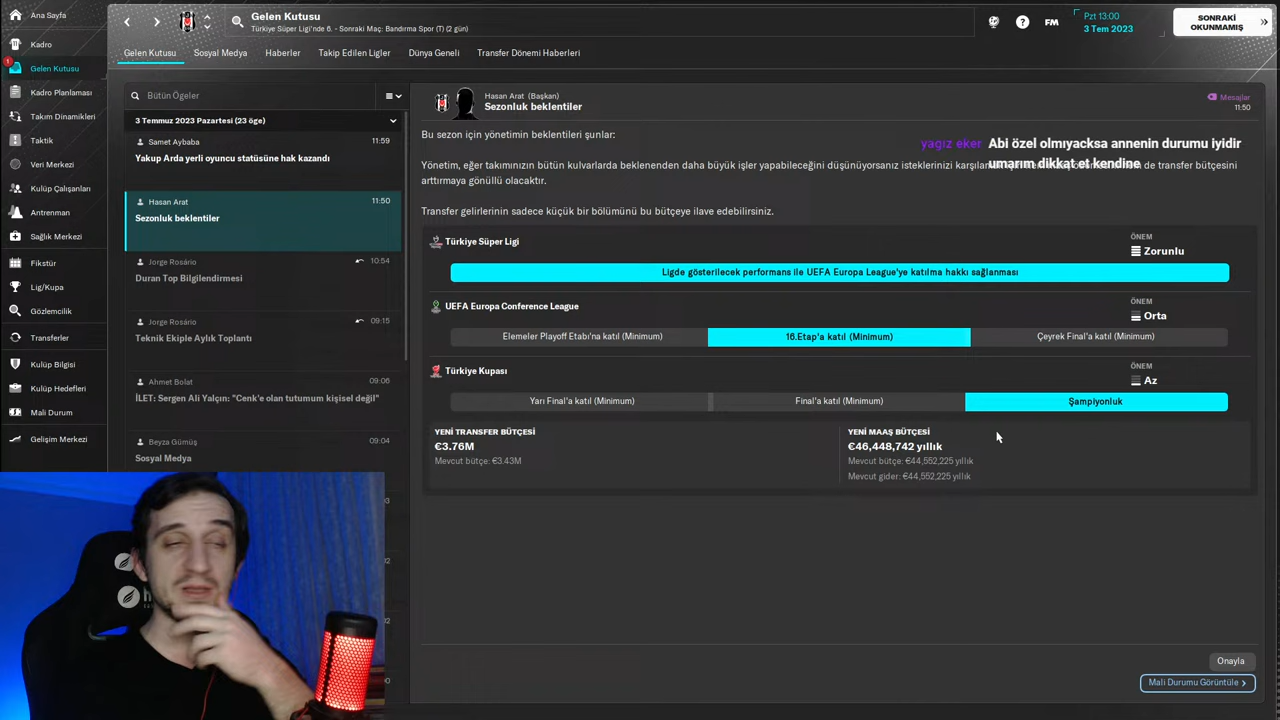 Ana Sayfa
Kadro
1
Gelen Kutusu
Kadro Planlaması
Takım Dinamikleri
Taktik
Veri Merkezi
Kulüp Çalışanları
Antrenman
Sağlık Merkezi
Fikstür
Lig/Kupa
Gözlemcilik
Transferler
Kulüp Bilgisi
Kulüp Hedefleri
Mali Durum
Gelişim Merkezi
Gelen Kutusu
Türkiye Süper Ligi'nde 6. - Sonraki Maç: Bandırma Spor (T) (2 gün)
FM
Pzt 13:00
3 Tem 2023
SONRAKİ
OKUNMAMIŞ
Gelen Kutusu Sosyal Medya Haberler Takip Edilen Ligler Dünya Geneli Transfer Dönemi Haberleri
Bütün Ögeler
3 Temmuz 2023 Pazartesi (23 öge)
Samet Aybaba 11:59
Yakup Arda yerli oyuncu statüsüne hak kazandı
Hasan Arat 11:50
Sezonluk beklentiler
Jorge Rosário 10:54
Duran Top Bilgilendirmesi
Jorge Rosário 09:15
Teknik Ekiple Aylık Toplantı
Ahmet Bolat 09:06
İLET: Sergen Ali Yalçın: "Cenk'e olan tutumum kişisel değil"
Beyza Gümüş 09:04
Sosyal Medya
Hasan Arat (Başkan)
Sezonluk beklentiler
Mesajlar
11:50
Bu sezon için yönetimin beklentileri şunlar:
yagız eker Abi özel olmıyacksa annenin durumu iyidir
umarım dikkat et kendine
Yönetim, eğer takımınızın bütün kulvarlarda beklenenden daha büyük işler yapabileceğini düşünüyorsanız isteklerinizi de transfer bütçesini
arttırmaya gönüllü olacaktır.
Transfer gelirlerinin sadece küçük bir bölümünü bu bütçeye ilave edebilirsiniz.
Türkiye Süper Ligi
ÖNEM
Zorunlu
Ligde gösterilecek performans ile UEFA Europa League'ye katılma hakkı sağlanması
UEFA Europa Conference League
ÖNEM
Orta
Elemeler Playoff Etabı'na katıl (Minimum) 16.Etap'a katıl (Minimum) Çeyrek Final'a katıl (Minimum)
Türkiye Kupası
ÖNEM
Az
Yarı Final'a katıl (Minimum) Final'a katıl (Minimum) Şampiyonluk
YENİ TRANSFER BÜTÇESİ
€3.76M
Mevcut bütçe: €3.43M
YENİ MAAŞ BÜTÇESİ
€46,448,742 yıllık
Mevcut bütçe: €44,552,225 yıllık
Mevcut gider: €44,552,225 yıllık
Onayla
Mali Durumu Görüntüle